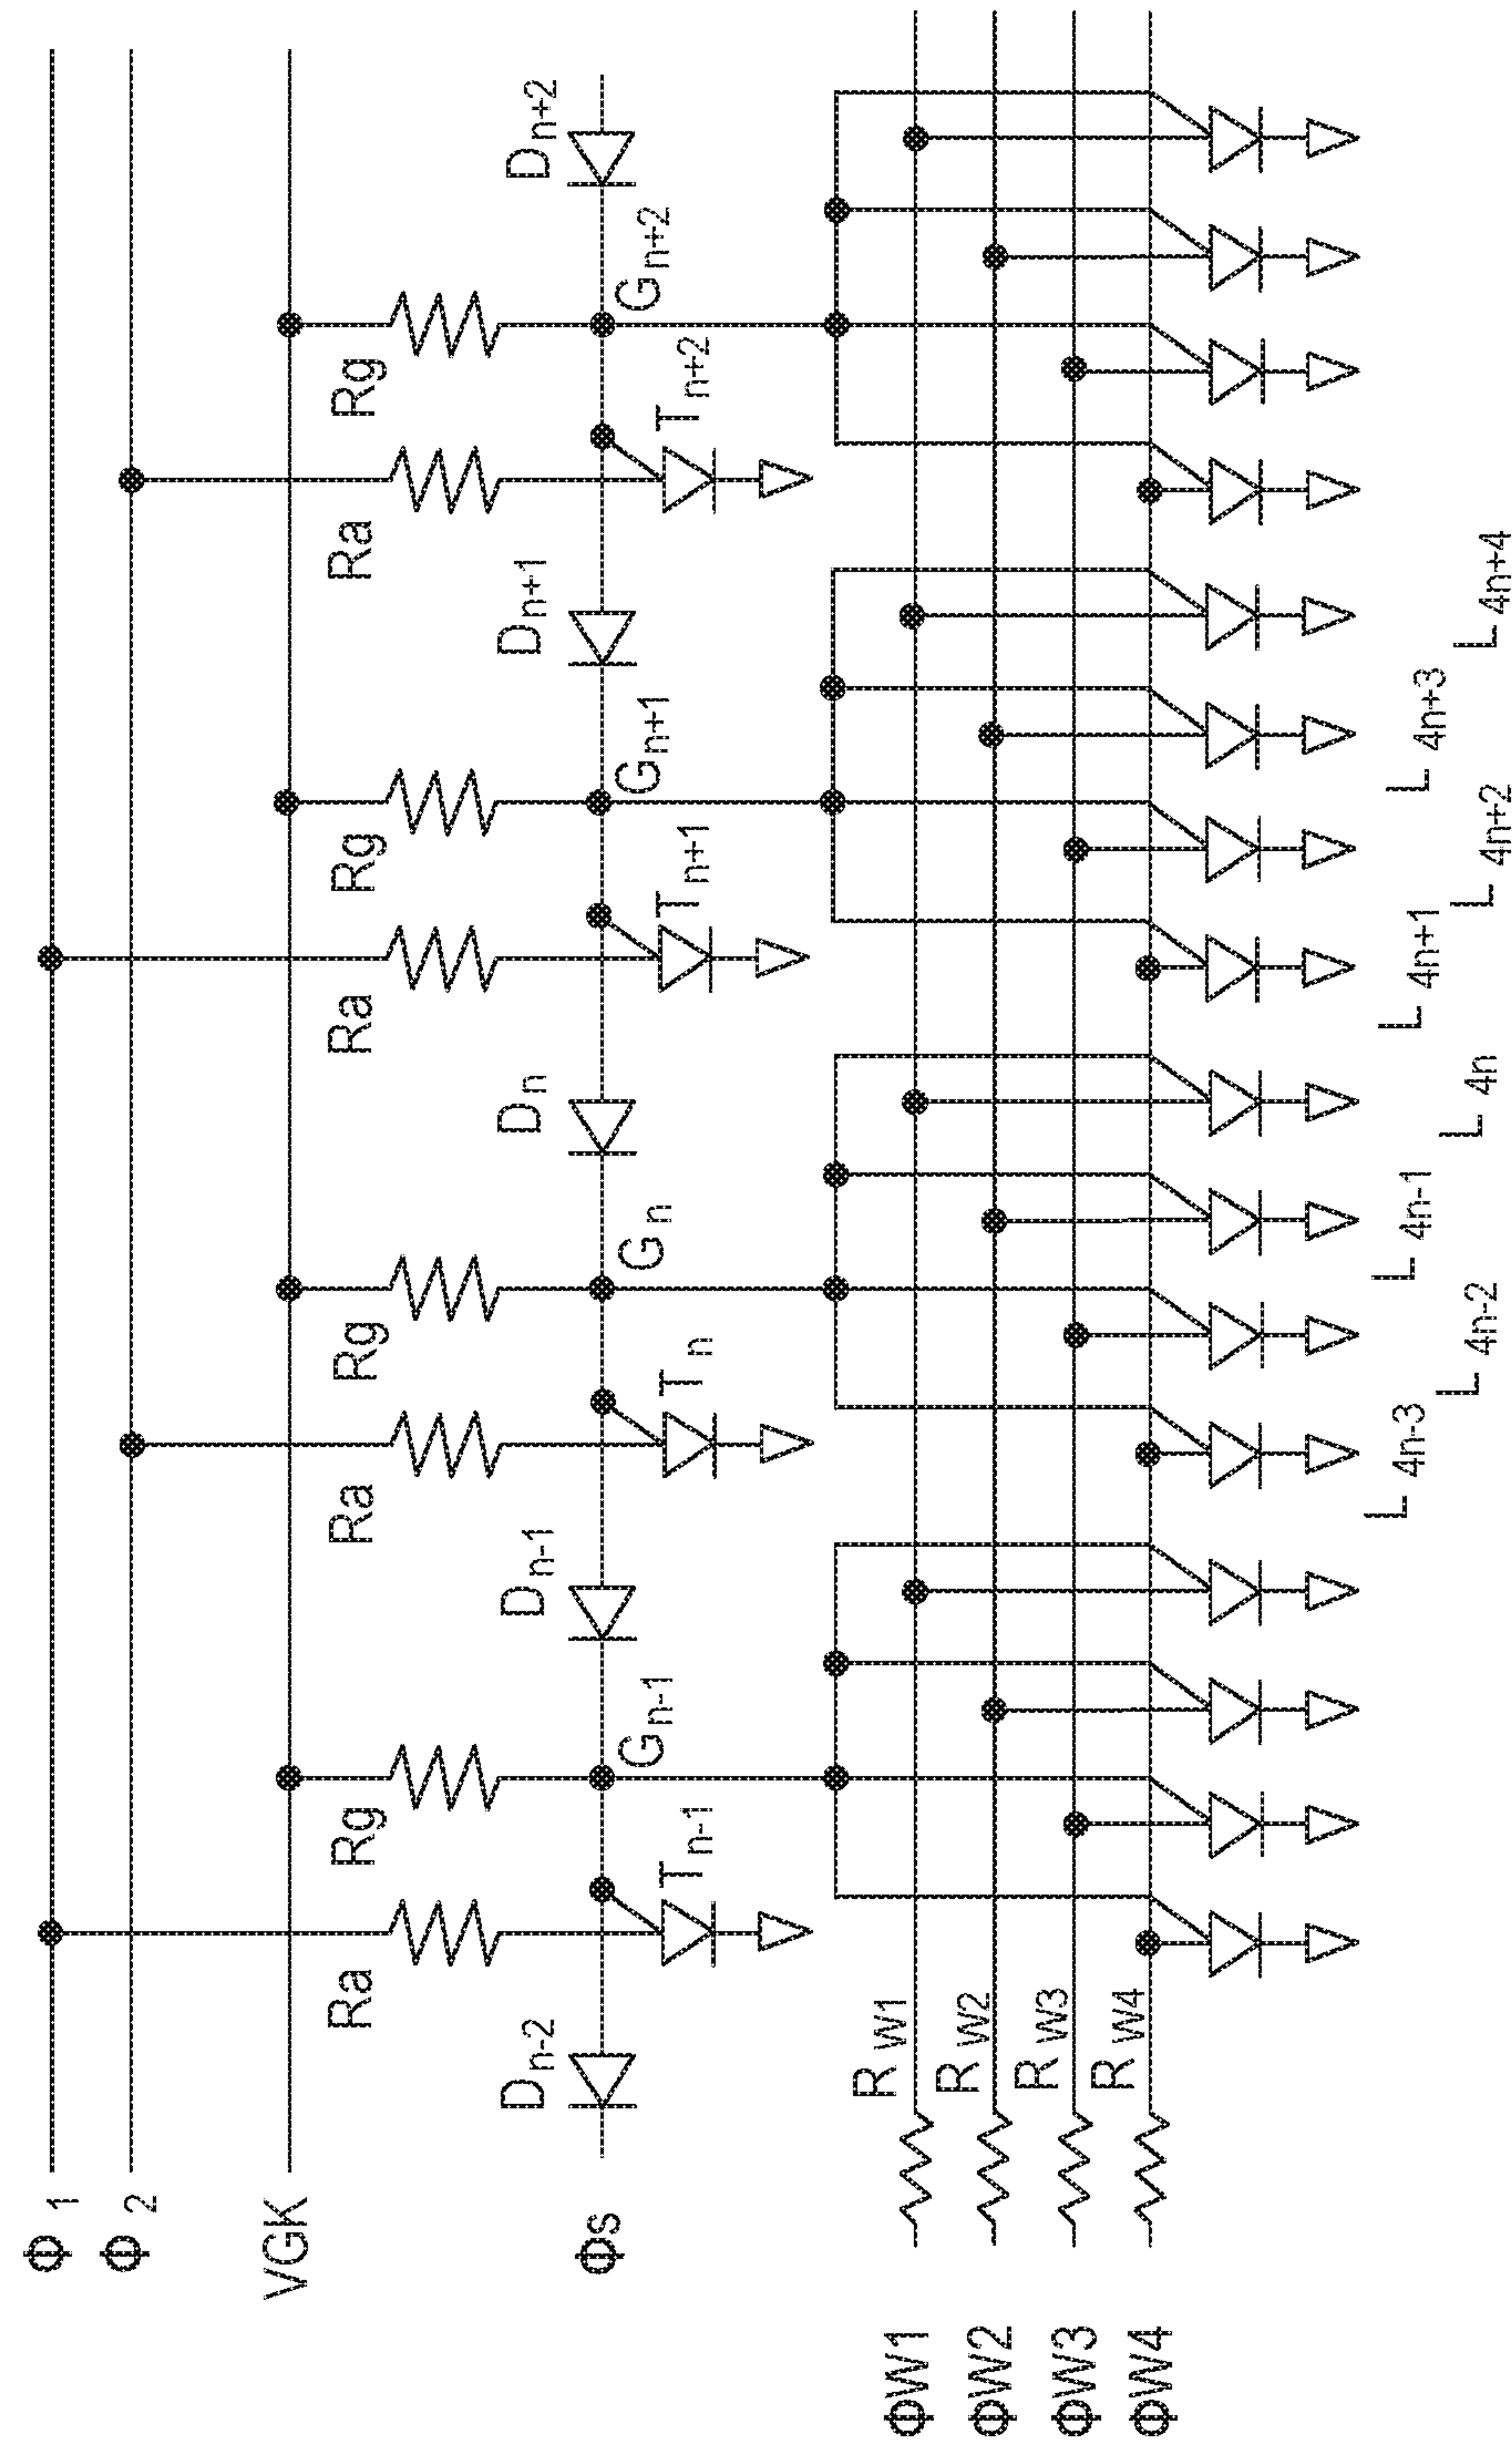 Φ1
Φ2
VGK
Ra Rg Ra Rg Ra Rg Ra Rg
Φs
Dn-2 Dn-1 Dn Dn+1 Dn+2
Gn-1 Gn Gn+1 Gn+2
Tn-1 Tn Tn+1 Tn+2
ΦW1 RW1
ΦW2 RW2
ΦW3 RW3
ΦW4 RW4
L4n-3 L4n-2 L4n-1 L4n L4n+1 L4n+2 L4n+3 L4n+4